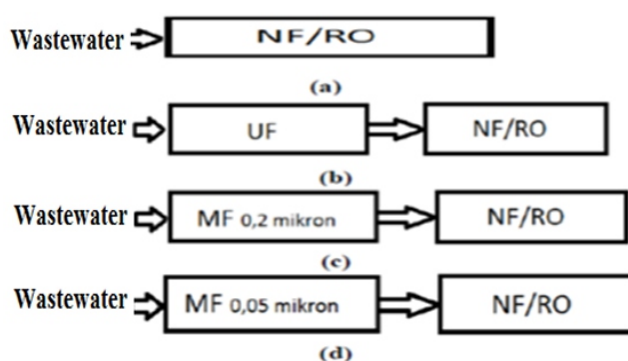 Wastewater NF/RO
(a)
Wastewater UF NF/RO
(b)
Wastewater MF 0,2 mikron NF/RO
(c)
Wastewater MF 0,05 mikron NF/RO
(d)